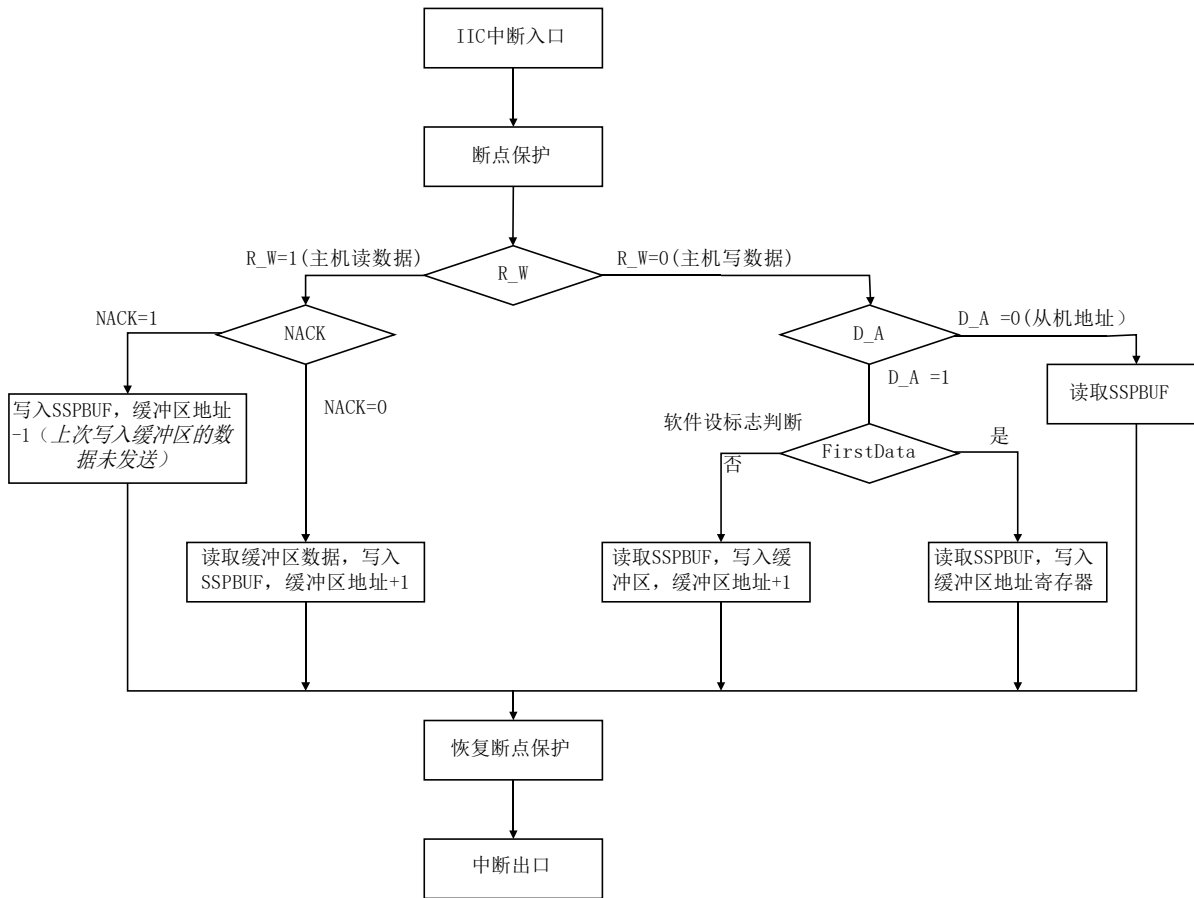 IIC中断入口
断点保护
R_W=1(主机读数据)
R_W
R_W=0(主机写数据)
NACK=1
NACK
D_A
D_A =0(从机地址）
D_A =1
读取SSPBUF
写入SSPBUF，缓冲区地址
-1（上次写入缓冲区的数
据未发送）
NACK=0
软件设标志判断
FirstData
否
是
读取缓冲区数据，写入
SSPBUF，缓冲区地址+1
读取SSPBUF，写入缓
冲区，缓冲区地址+1
读取SSPBUF，写入
缓冲区地址寄存器
恢复断点保护
中断出口